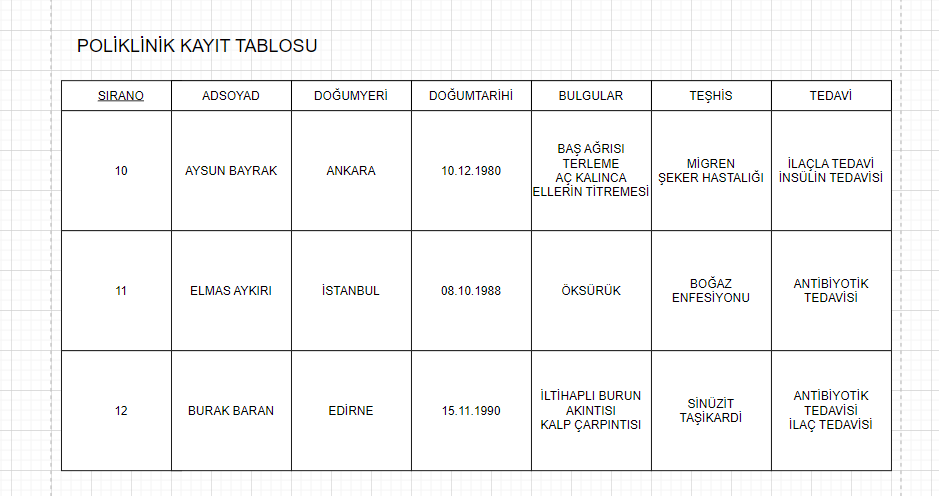 POLİKLİNİK KAYIT TABLOSU
SIRANO ADSOYAD DOĞUMYERİ DOĞUMTARİHİ BULGULAR TEŞHİS TEDAVİ
10 AYSUN BAYRAK ANKARA 10.12.1980
BAŞ AĞRISI
TERLEME
AÇ KALINCA
ELLERİN TİTREMESİ
MİGREN
ŞEKER HASTALIĞI
İLAÇLA TEDAVİ
İNSÜLİN TEDAVİSİ
11 ELMAS AYKIRI İSTANBUL 08.10.1988 ÖKSÜRÜK
BOĞAZ
ENFESİYONU
ANTİBİYOTİK
TEDAVİSİ
12 BURAK BARAN EDİRNE 15.11.1990
İLTİHAPLI BURUN
AKINTISI
KALP ÇARPINTISI
SİNÜZİT
TAŞİKARDİ
ANTİBİYOTİK
TEDAVİSİ
İLAÇ TEDAVİSİ